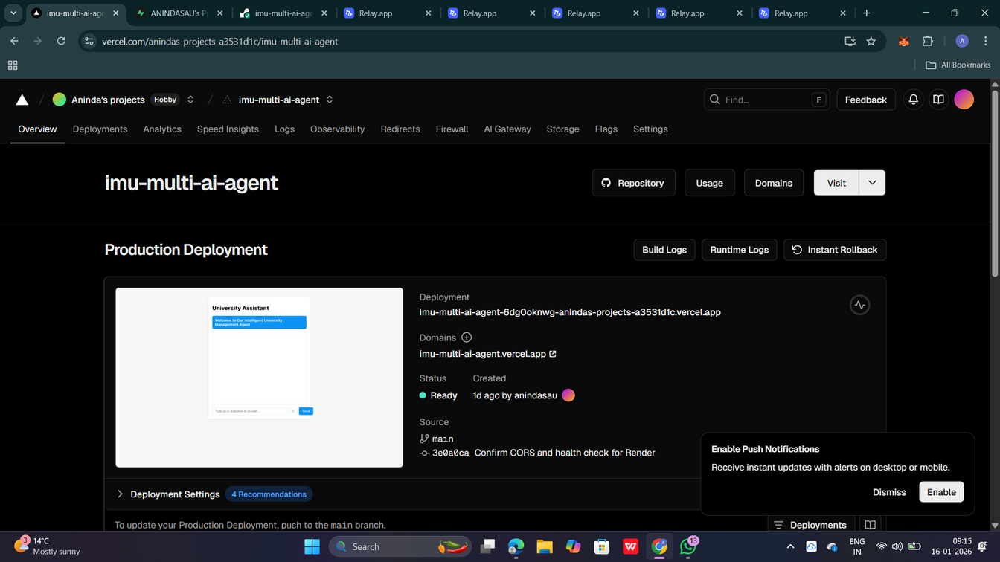 imu-multi-ai-age
ANINDASAU's P
imu-multi-ai-age
Relay.app
Relay.app
Relay.app
Relay.app
Relay.app
vercel.com/anindas-projects-a3531d1c/imu-multi-ai-agent
A
All Bookmarks
Aninda's projects Hobby
imu-multi-ai-agent
Find... F
Feedback
Overview Deployments Analytics Speed Insights Logs Observability Redirects Firewall AI Gateway Storage Flags Settings
imu-multi-ai-agent
Repository Usage Domains Visit
Production Deployment
Build Logs Runtime Logs Instant Rollback
University Assistant
Welcome to Our Intelligent University
Management Agent
Type your response or answer...
Send
Deployment
imu-multi-ai-agent-6dg0oknwg-anindas-projects-a3531d1c.vercel.app
Domains
imu-multi-ai-agent.vercel.app
Status Created
Ready 1d ago by anindasau
Source
main
3e0a0ca Confirm CORS and health check for Render
Enable Push Notifications
Receive instant updates with alerts on desktop or mobile.
Dismiss Enable
Deployment Settings 4 Recommendations
To update your Production Deployment, push to the main branch.
Deployments
3
14°C
Mostly sunny
Search
W
13
ENG
IN
09:15
16-01-2026